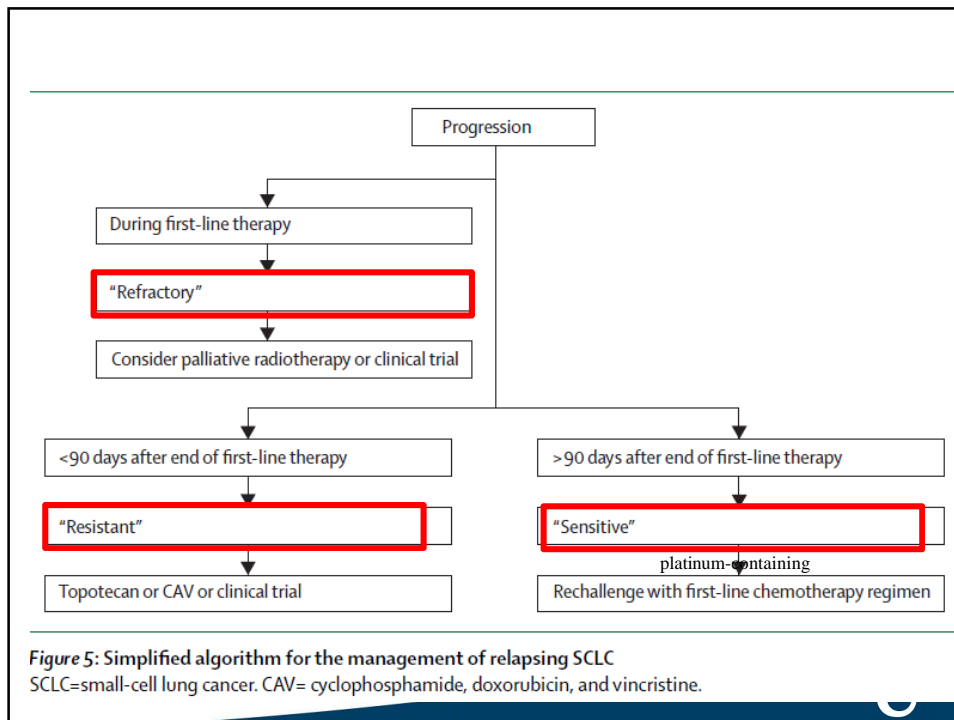 Progression
During first-line therapy
“Refractory”
Consider palliative radiotherapy or clinical trial
<90 days after end of first-line therapy
>90 days after end of first-line therapy
“Resistant”
“Sensitive”
platinum-containing
Topotecan or CAV or clinical trial
Rechallenge with first-line chemotherapy regimen
Figure 5: Simplified algorithm for the management of relapsing SCLC
SCLC=small-cell lung cancer. CAV= cyclophosphamide, doxorubicin, and vincristine.